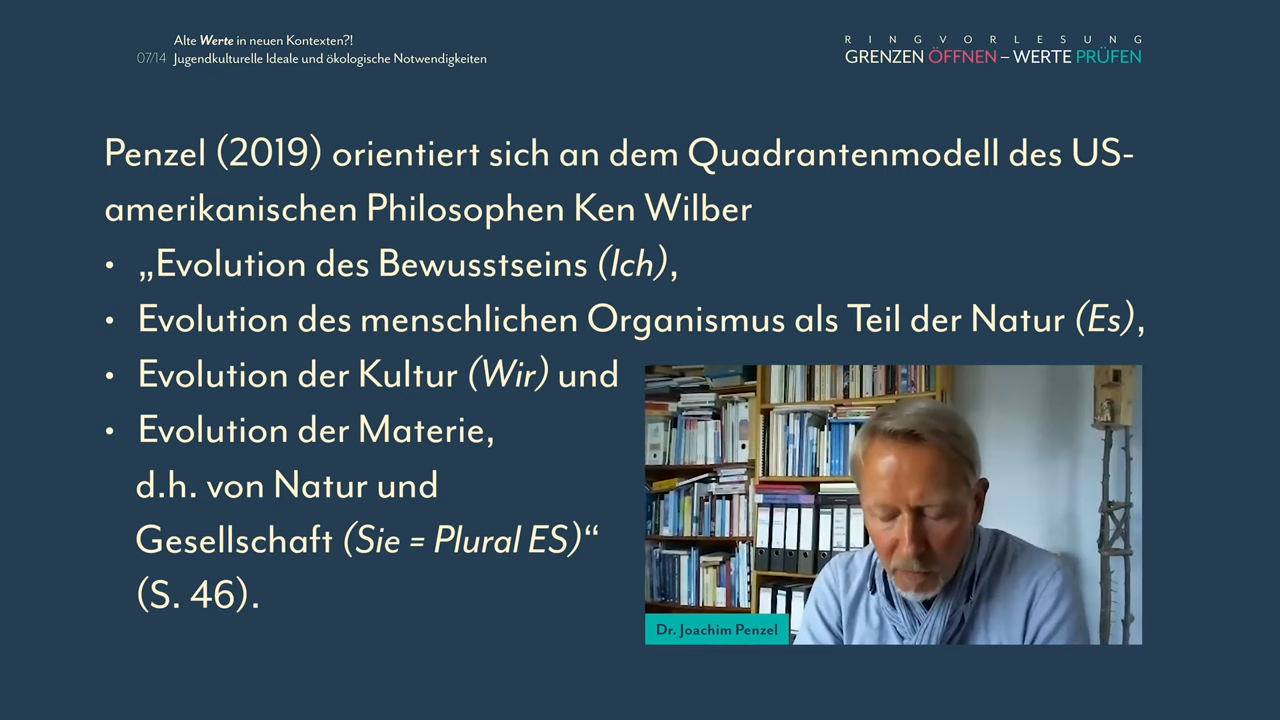 Alte Werte in neuen Kontexten?!
07/14 Jugendkulturelle Ideale und ökologische Notwendigkeiten
RINGVORLESUNG
GRENZEN ÖFFNEN – WERTE PRÜFEN
Penzel (2019) orientiert sich an dem Quadrantenmodell des US-
amerikanischen Philosophen Ken Wilber
• „Evolution des Bewusstseins (Ich),
• Evolution des menschlichen Organismus als Teil der Natur (Es),
• Evolution der Kultur (Wir) und
• Evolution der Materie,
d.h. von Natur und
Gesellschaft (Sie = Plural ES)“
(S. 46).
Dr. Joachim Penzel